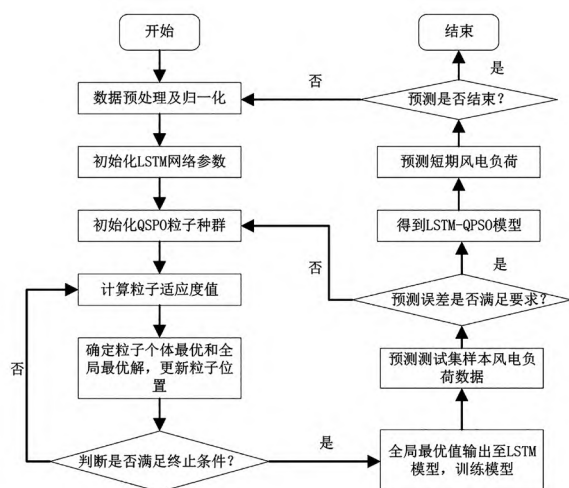 开始
数据预处理及归一化
初始化LSTM网络参数
初始化QSPO粒子种群
计算粒子适应度值
确定粒子个体最优和全
局最优解，更新粒子位
置
判断是否满足终止条件？
否
是
全局最优值输出至LSTM
模型，训练模型
预测测试集样本风电负
荷数据
预测误差是否满足要求？
否
是
得到LSTM-QPSO模型
预测短期风电负荷
预测是否结束？
否
是
结束